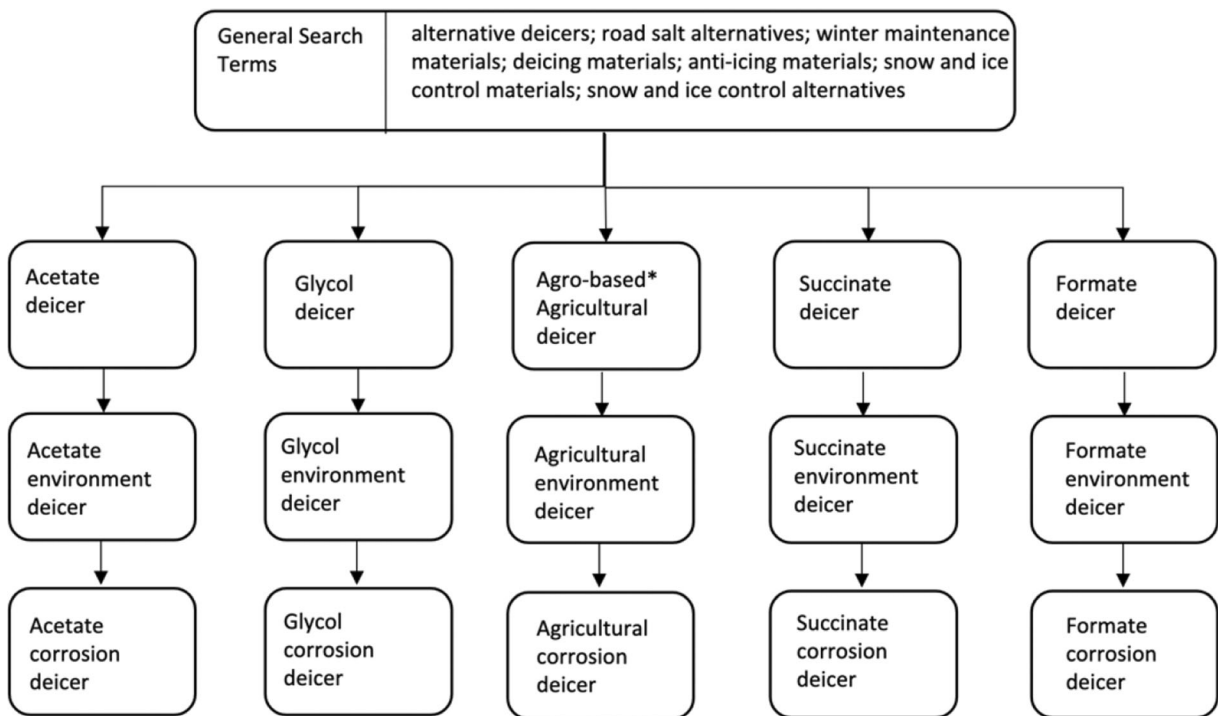 General Search
Terms
alternative deicers; road salt alternatives; winter maintenance
materials; deicing materials; anti-icing materials; snow and ice
control materials; snow and ice control alternatives
Acetate
deicer
Glycol
deicer
Agro-based*
Agricultural
deicer
Succinate
deicer
Formate
deicer
Acetate
environment
deicer
Glycol
environment
deicer
Agricultural
environment
deicer
Succinate
environment
deicer
Formate
environment
deicer
Acetate
corrosion
deicer
Glycol
corrosion
deicer
Agricultural
corrosion
deicer
Succinate
corrosion
deicer
Formate
corrosion
deicer